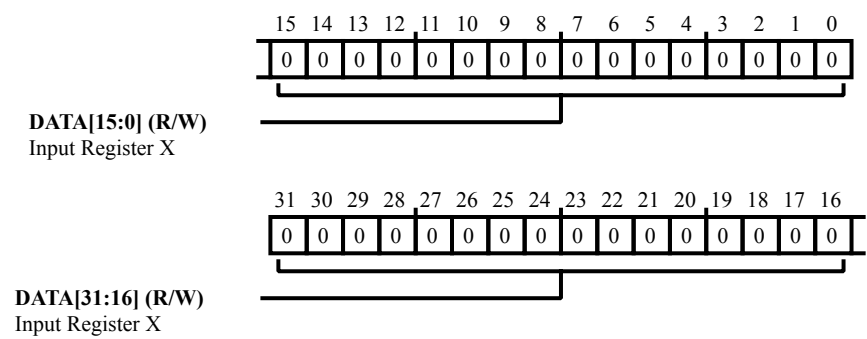 15 14 13 12 11 10 9 8 7 6 5 4 3 2 1 0
0 0 0 0 0 0 0 0 0 0 0 0 0 0 0 0
DATA[15:0] (R/W)
Input Register X
31 30 29 28 27 26 25 24 23 22 21 20 19 18 17 16
0 0 0 0 0 0 0 0 0 0 0 0 0 0 0 0
DATA[31:16] (R/W)
Input Register X